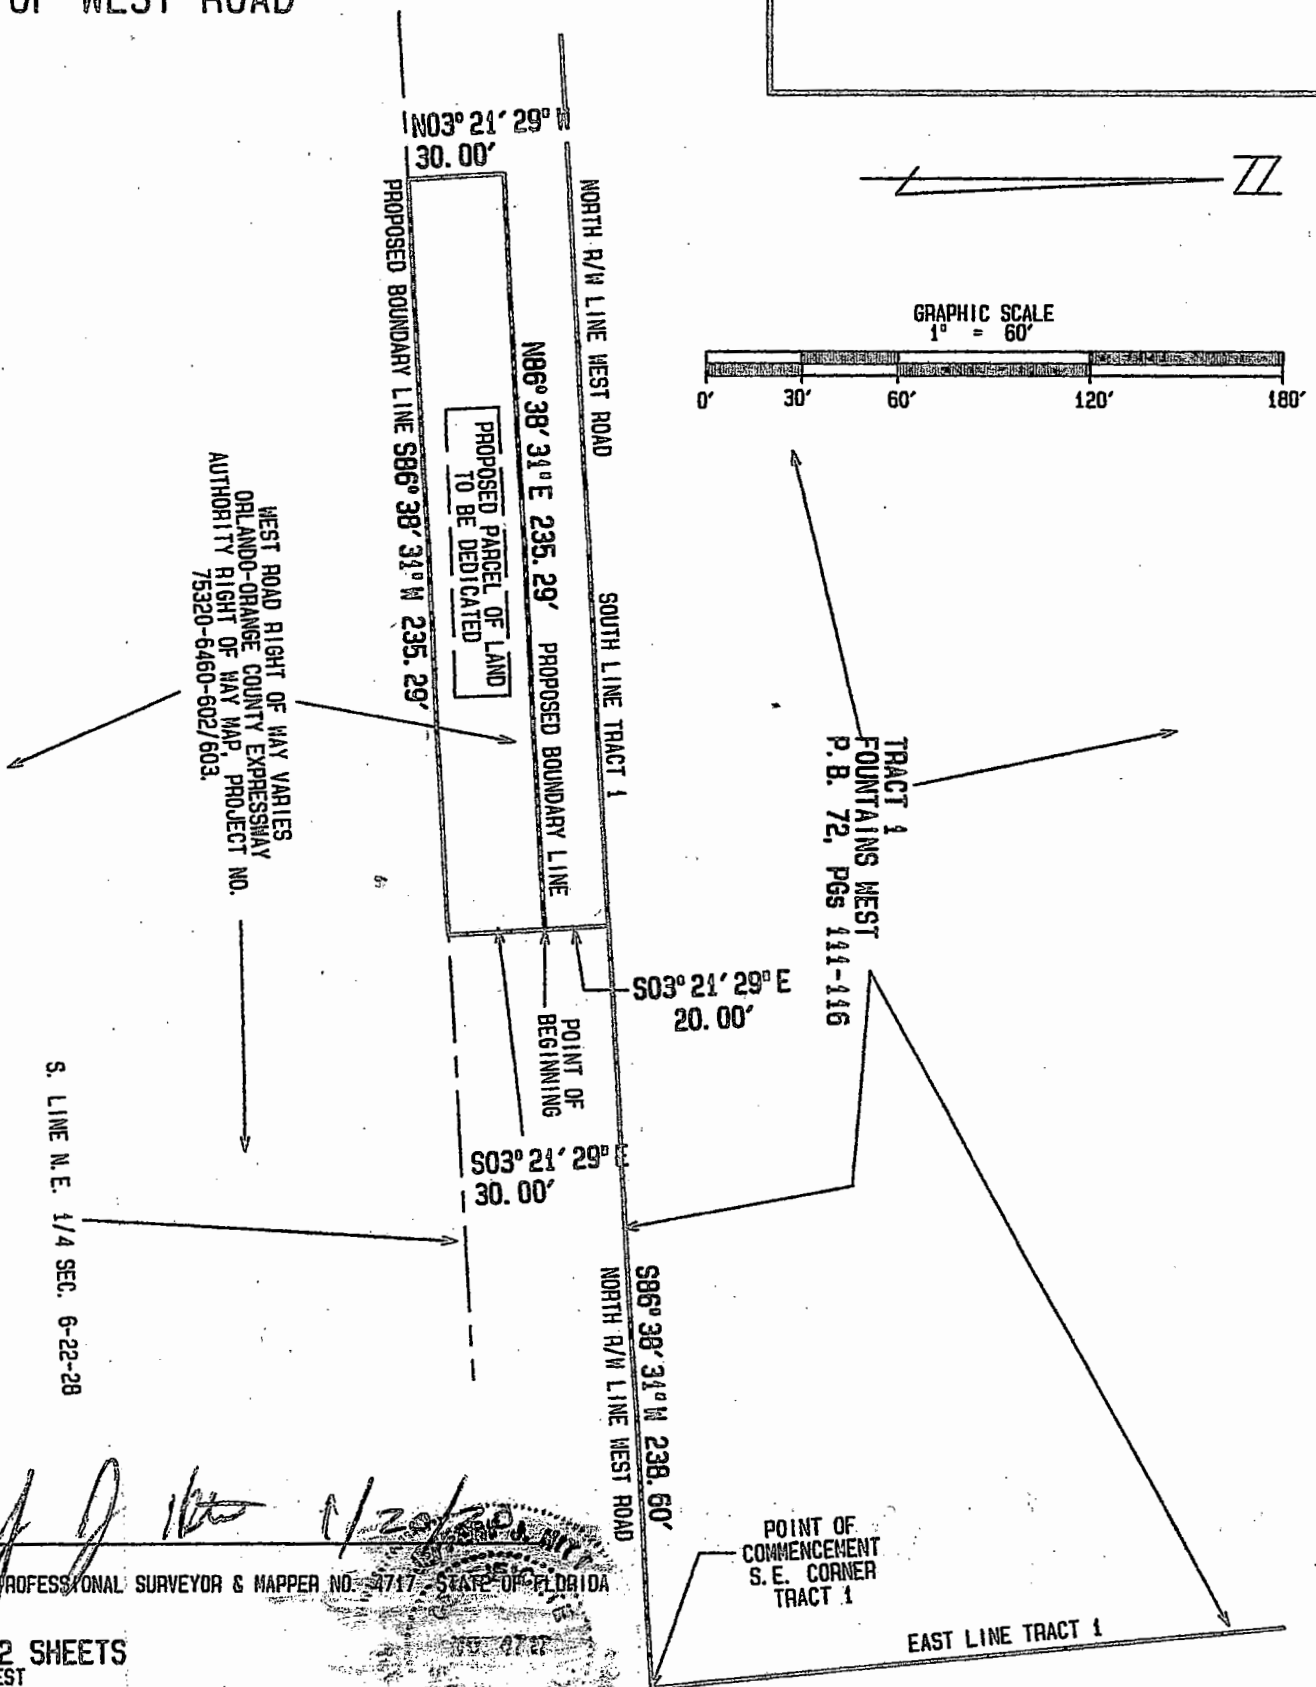 OF WEST ROAD
N03° 21' 29" W
30.00'
NORTH R/W LINE WEST ROAD
PROPOSED BOUNDARY LINE S86° 38' 31" W 235.29'
N86° 38' 31" E 235.29' PROPOSED BOUNDARY LINE
PROPOSED PARCEL OF LAND
TO BE DEDICATED
SOUTH LINE TRACT 1
N
GRAPHIC SCALE
1" = 60'
0' 30' 60' 120' 180'
WEST ROAD RIGHT OF WAY VARIES
ORLANDO-ORANGE COUNTY EXPRESSWAY
AUTHORITY RIGHT OF WAY MAP, PROJECT NO.
75320-6460-602/603.
TRACT 1
FOUNTAINS WEST
P.B. 72, PGs 111-116
S03° 21' 29" E
20.00'
POINT OF
BEGINNING
S03° 21' 29" E
30.00'
S. LINE N.E. 1/4 SEC. 6-22-28
S86° 38' 31" W 238.60'
NORTH R/W LINE WEST ROAD
POINT OF
COMMENCEMENT
S.E. CORNER
TRACT 1
EAST LINE TRACT 1
1/20/20
PROFESSIONAL SURVEYOR & MAPPER NO. 4717 STATE OF FLORIDA
2 SHEETS
EST